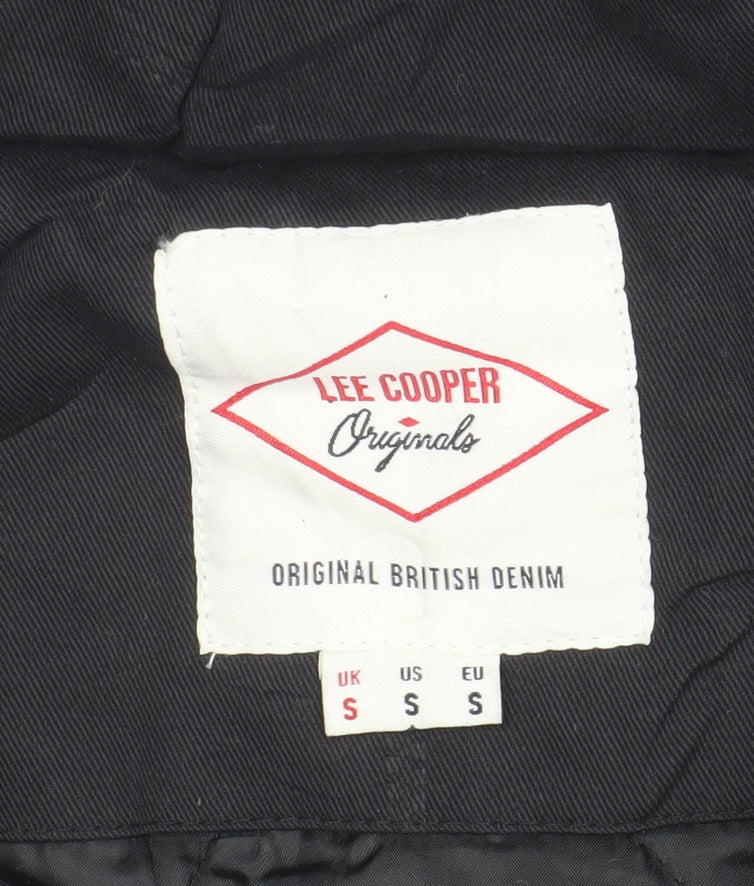 LEE COOPER
Originals
ORIGINAL BRITISH DENIM
UK US EU
S S S